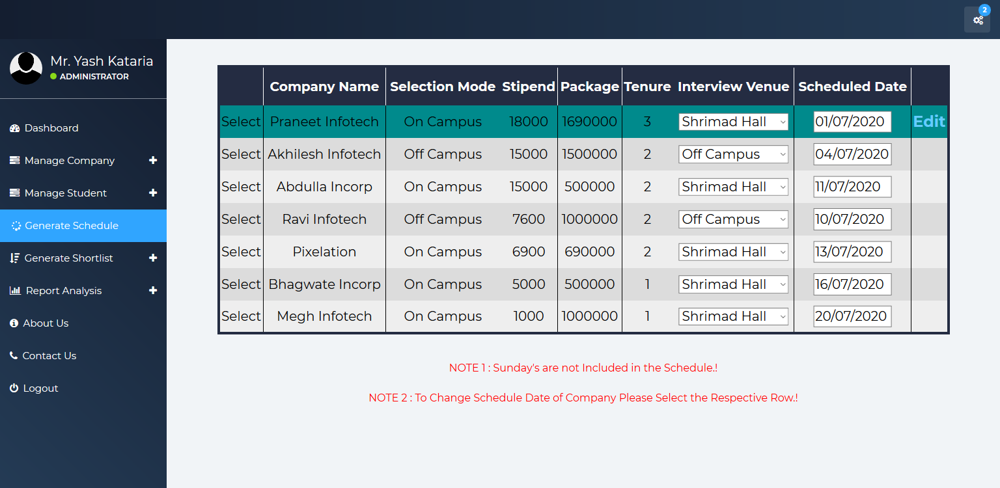 2
Mr. Yash Kataria
ADMINISTRATOR
Dashboard
Manage Company
Manage Student
Generate Schedule
Generate Shortlist
Report Analysis
About Us
Contact Us
Logout
Company Name Selection Mode Stipend Package Tenure Interview Venue Scheduled Date
Select Praneet Infotech On Campus 18000 1690000 3 Shrimad Hall 01/07/2020 Edit
Select Akhilesh Infotech Off Campus 15000 1500000 2 Off Campus 04/07/2020
Select Abdulla Incorp On Campus 15000 500000 2 Shrimad Hall 11/07/2020
Select Ravi Infotech Off Campus 7600 1000000 2 Off Campus 10/07/2020
Select Pixelation On Campus 6900 690000 2 Shrimad Hall 13/07/2020
Select Bhagwate Incorp On Campus 5000 500000 1 Shrimad Hall 16/07/2020
Select Megh Infotech On Campus 1000 1000000 1 Shrimad Hall 20/07/2020
NOTE 1 : Sunday's are not Included in the Schedule.!
NOTE 2 : To Change Schedule Date of Company Please Select the Respective Row.!